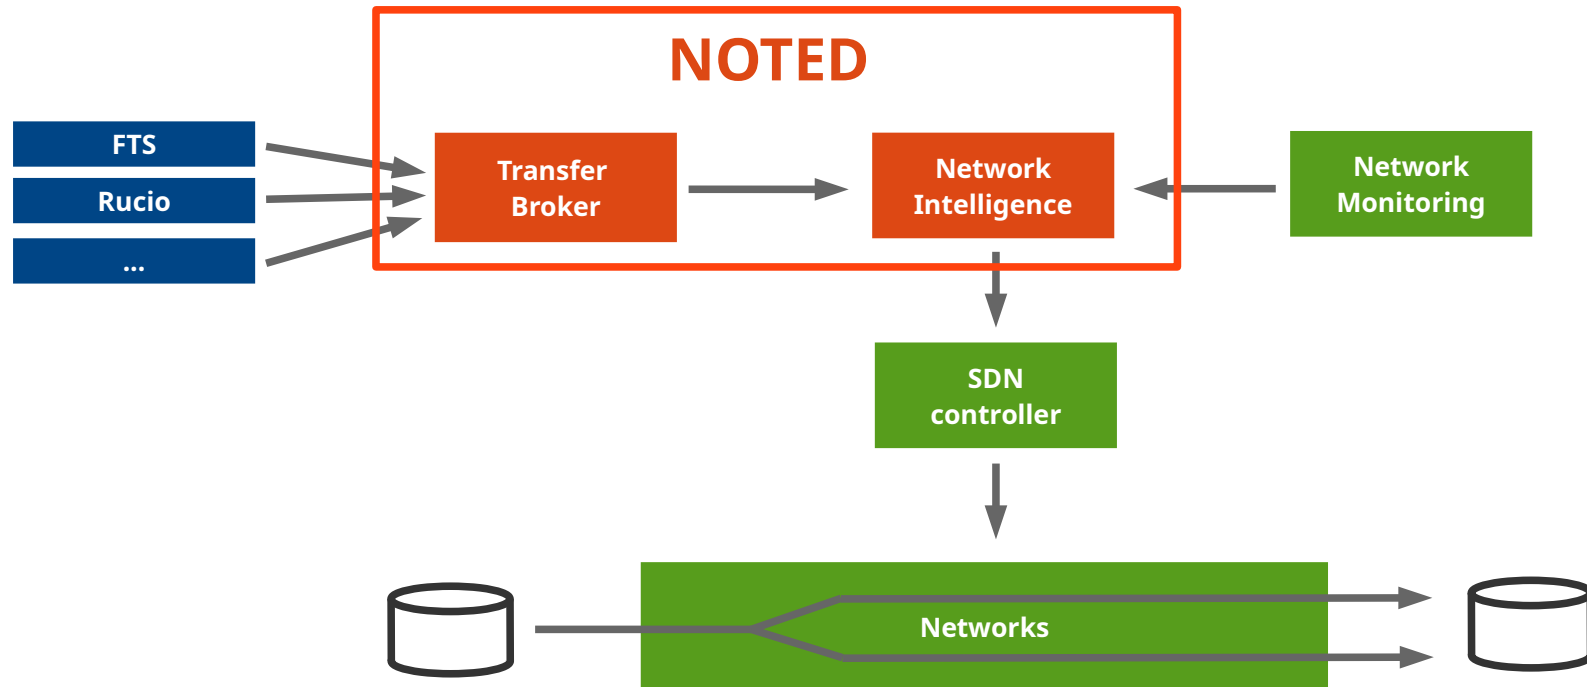 NOTED
FTS
Rucio
...
Transfer
Broker
Network
Intelligence
Network
Monitoring
SDN
controller
Networks